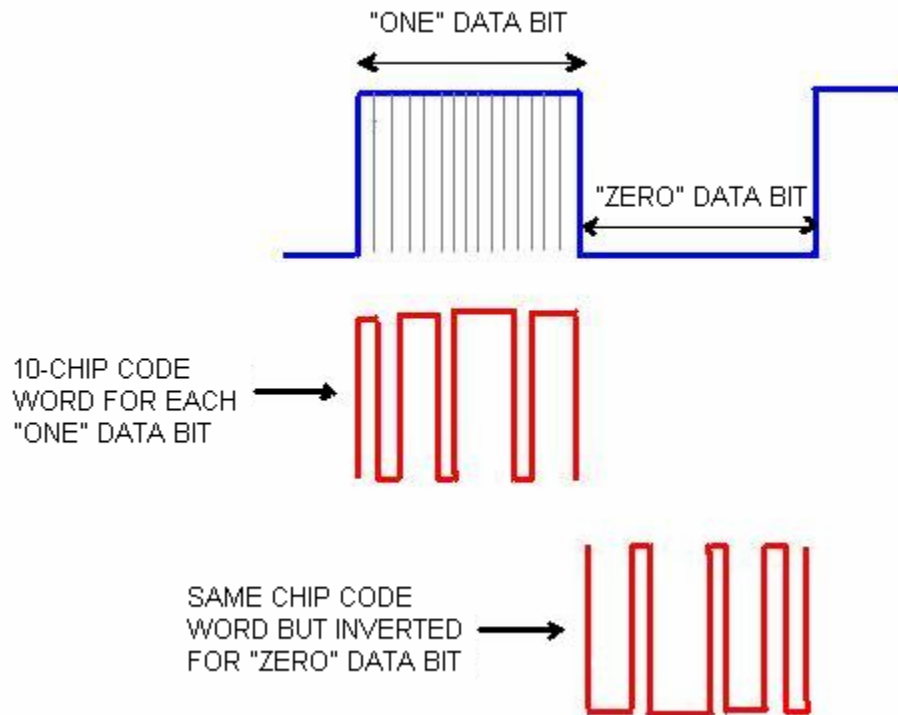 "ONE" DATA BIT
"ZERO" DATA BIT
10-CHIP CODE
WORD FOR EACH
"ONE" DATA BIT
SAME CHIP CODE
WORD BUT INVERTED
FOR "ZERO" DATA BIT